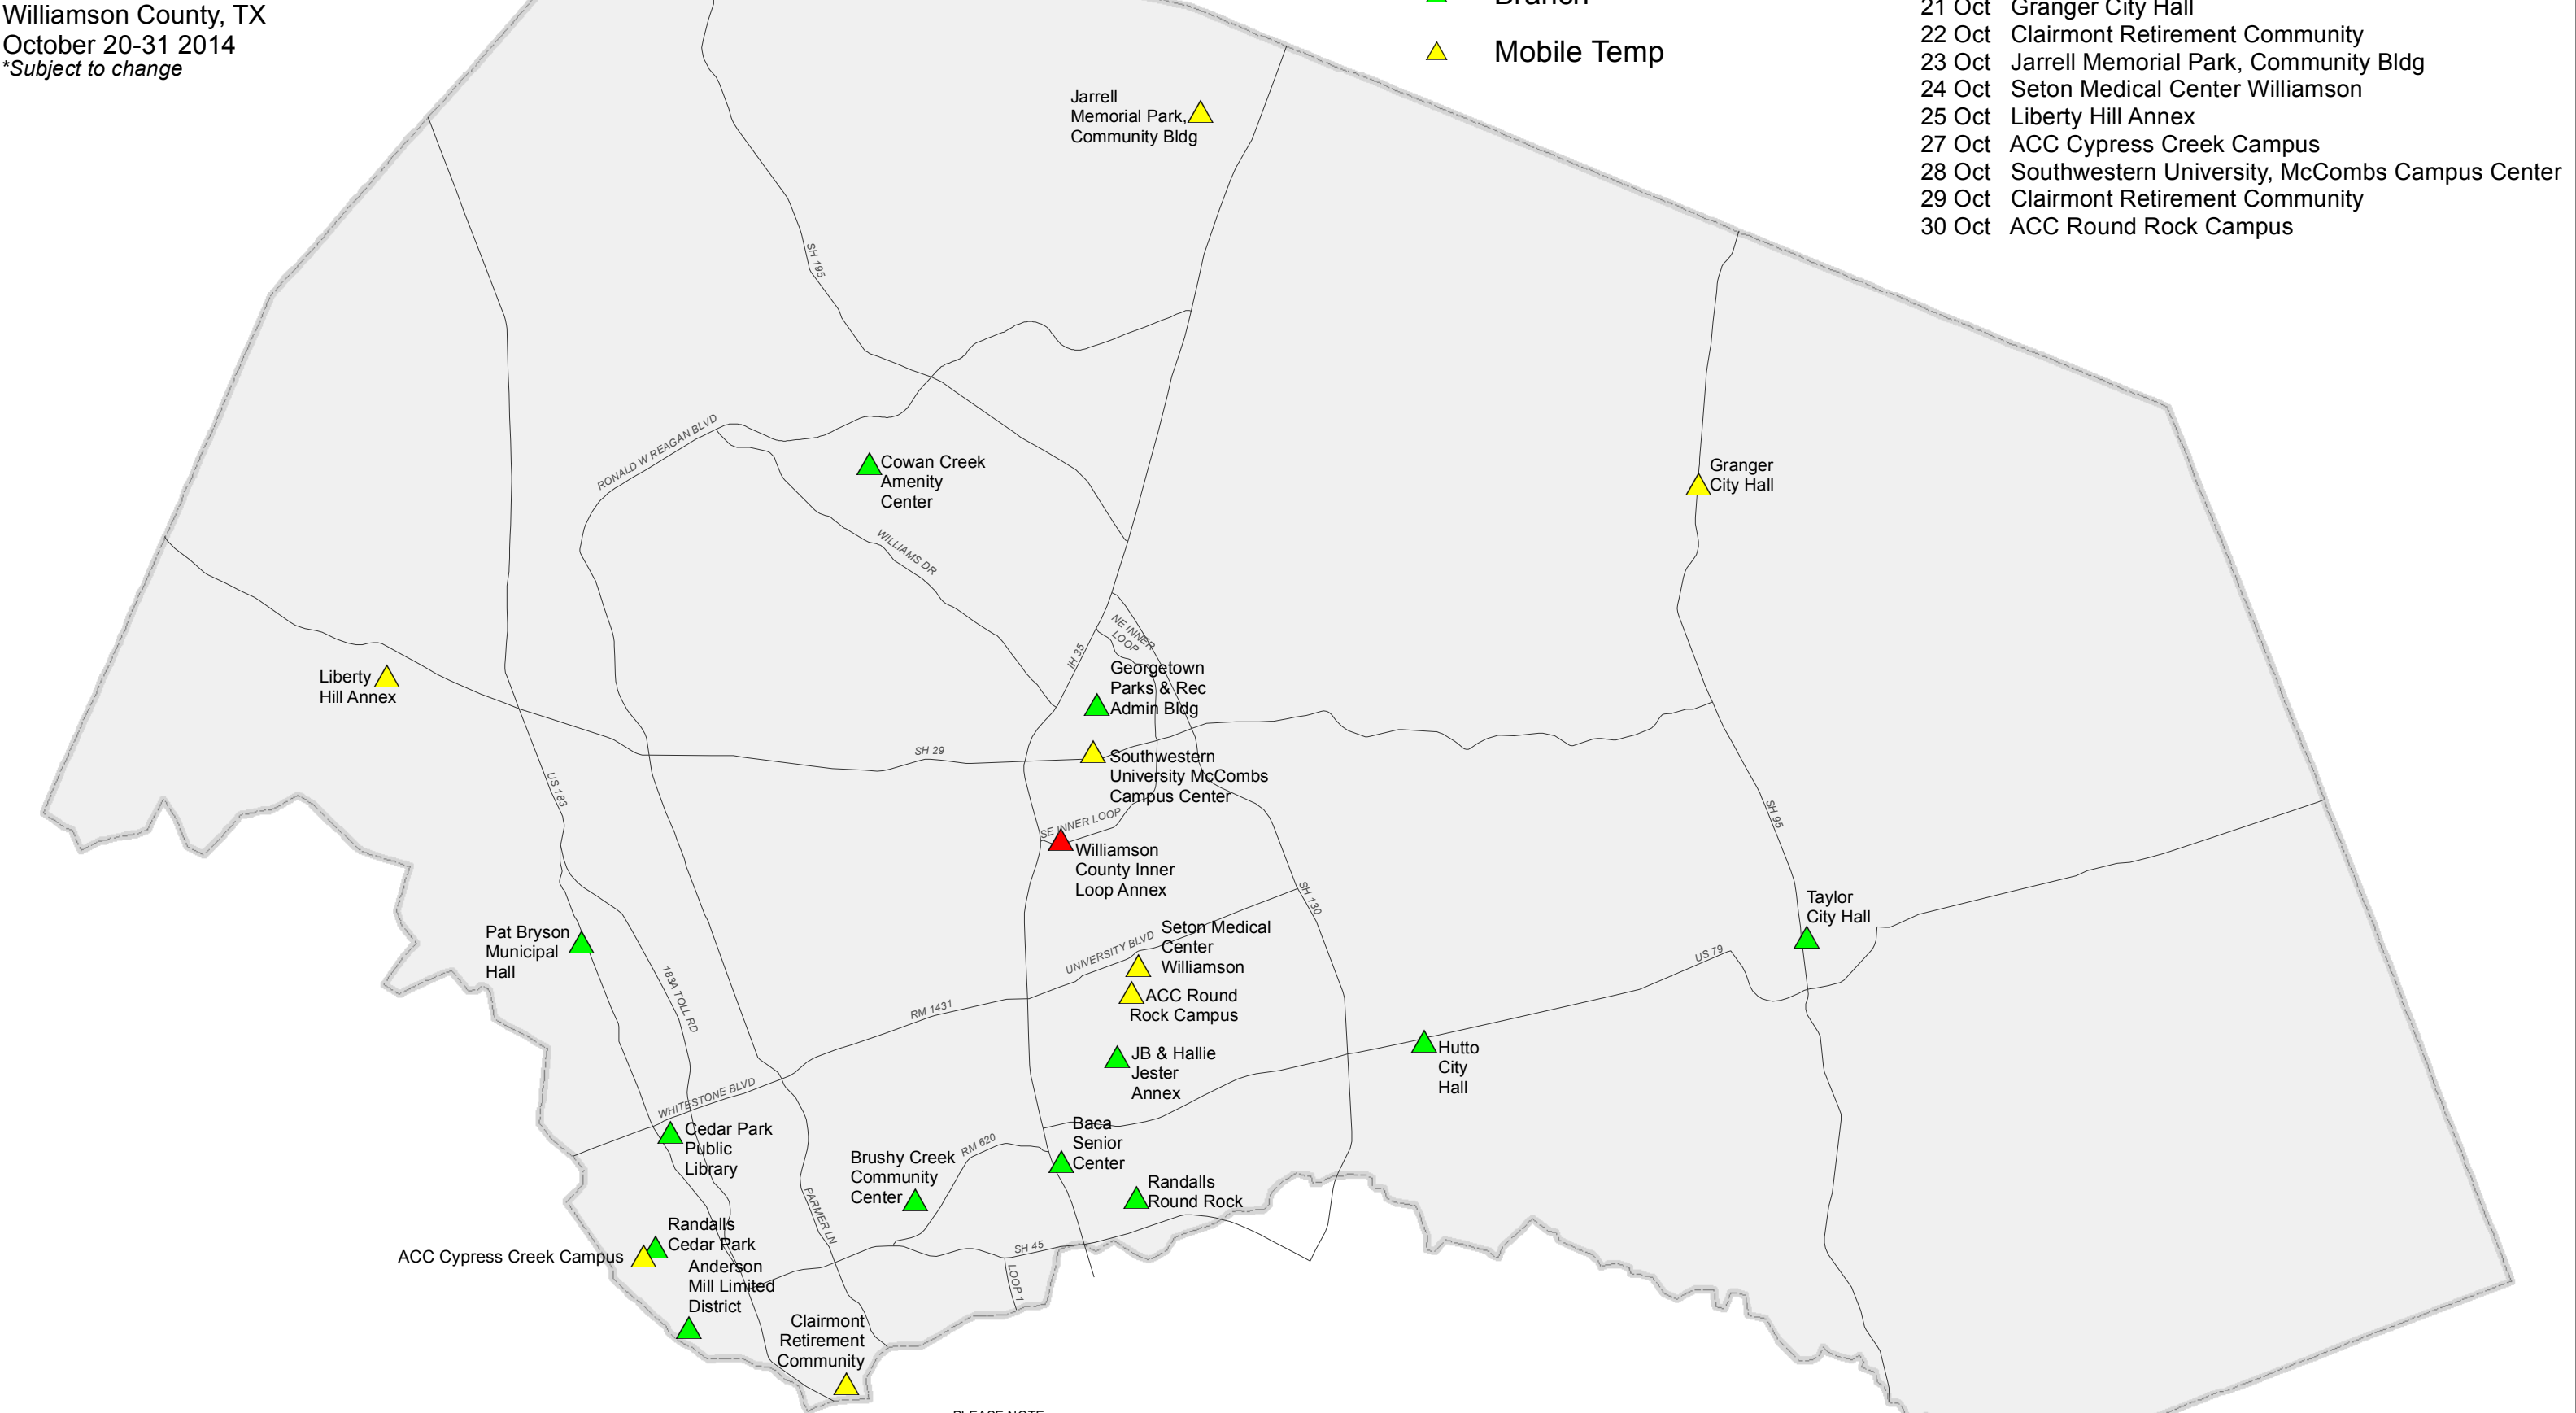 Williamson County, TX
October 20-31 2014
*Subject to change
Branch
Mobile Temp
21 Oct Granger City Hall
22 Oct Clairmont Retirement Community
23 Oct Jarrell Memorial Park, Community Bldg
24 Oct Seton Medical Center Williamson
25 Oct Liberty Hill Annex
27 Oct ACC Cypress Creek Campus
28 Oct Southwestern University, McCombs Campus Center
29 Oct Clairmont Retirement Community
30 Oct ACC Round Rock Campus
Jarrell
Memorial Park,
Community Bldg
SH 195
RONALD W REAGAN BLVD
Cowan Creek
Amenity
Center
Granger
City Hall
WILLIAMS DR
NE INNER
LOOP
IH 35
Liberty
Hill Annex
Georgetown
Parks & Rec
Admin Bldg
SH 29
Southwestern
University McCombs
Campus Center
US 183
SH 95
SE INNER LOOP
Williamson
County Inner
Loop Annex
SH 130
Taylor
City Hall
Pat Bryson
Municipal
Hall
Seton Medical
Center
Williamson
UNIVERSITY BLVD
US 79
183A TOLL RD
ACC Round
Rock Campus
RM 1431
JB & Hallie
Jester
Annex
Hutto
City
Hall
WHITESTONE BLVD
Cedar Park
Public
Library
Baca
Senior
Center
RM 620
Brushy Creek
Community
Center
Randalls
Round Rock
PARMER LN
Randalls
Cedar Park
ACC Cypress Creek Campus
SH 45
Anderson
Mill Limited
District
LOOP 1
Clairmont
Retirement
Community
PLEASE NOTE